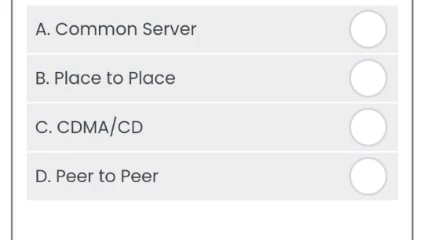 A. Common Server
B. Place to Place
C. CDMA/CD
D. Peer to Peer